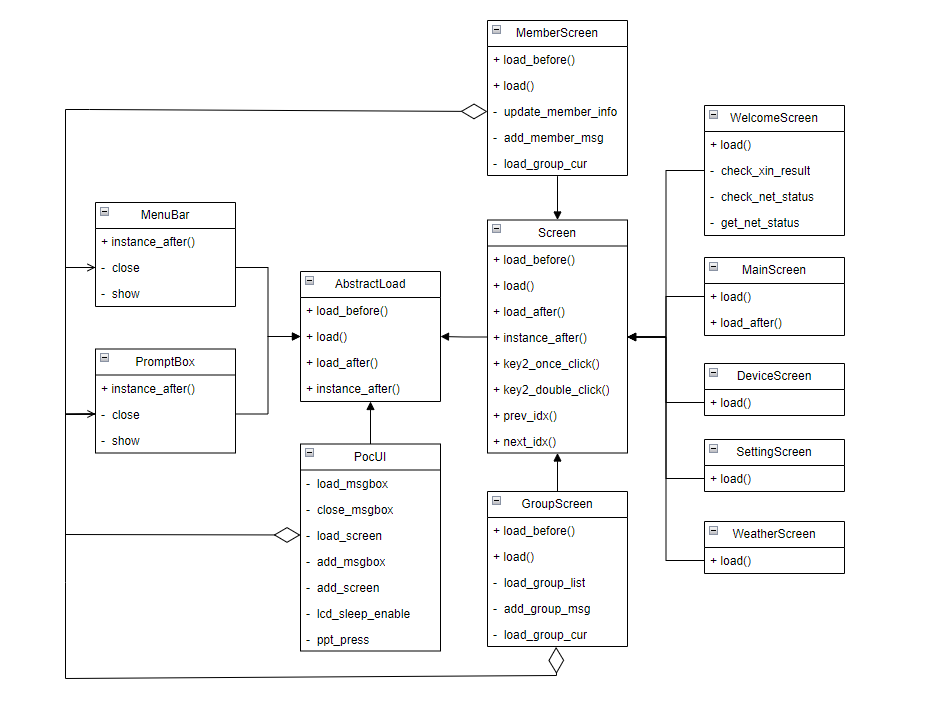 MemberScreen
+ load_before()
+ load()
- update_member_info
- add_member_msg
- load_group_cur
WelcomeScreen
+ load()
- check_xin_result
- check_net_status
- get_net_status
MenuBar
+ instance_after()
- close
- show
Screen
+ load_before()
+ load()
+ load_after()
+ instance_after()
+ key2_once_click()
+ key2_double_click()
+ prev_idx()
+ next_idx()
MainScreen
+ load()
+ load_after()
AbstractLoad
+ load_before()
+ load()
+ load_after()
+ instance_after()
PromptBox
+ instance_after()
- close
- show
DeviceScreen
+ load()
PocUI
- load_msgbox
- close_msgbox
- load_screen
- add_msgbox
- add_screen
- lcd_sleep_enable
- ppt_press
SettingScreen
+ load()
GroupScreen
+ load_before()
+ load()
- load_group_list
- add_group_msg
- load_group_cur
WeatherScreen
+ load()